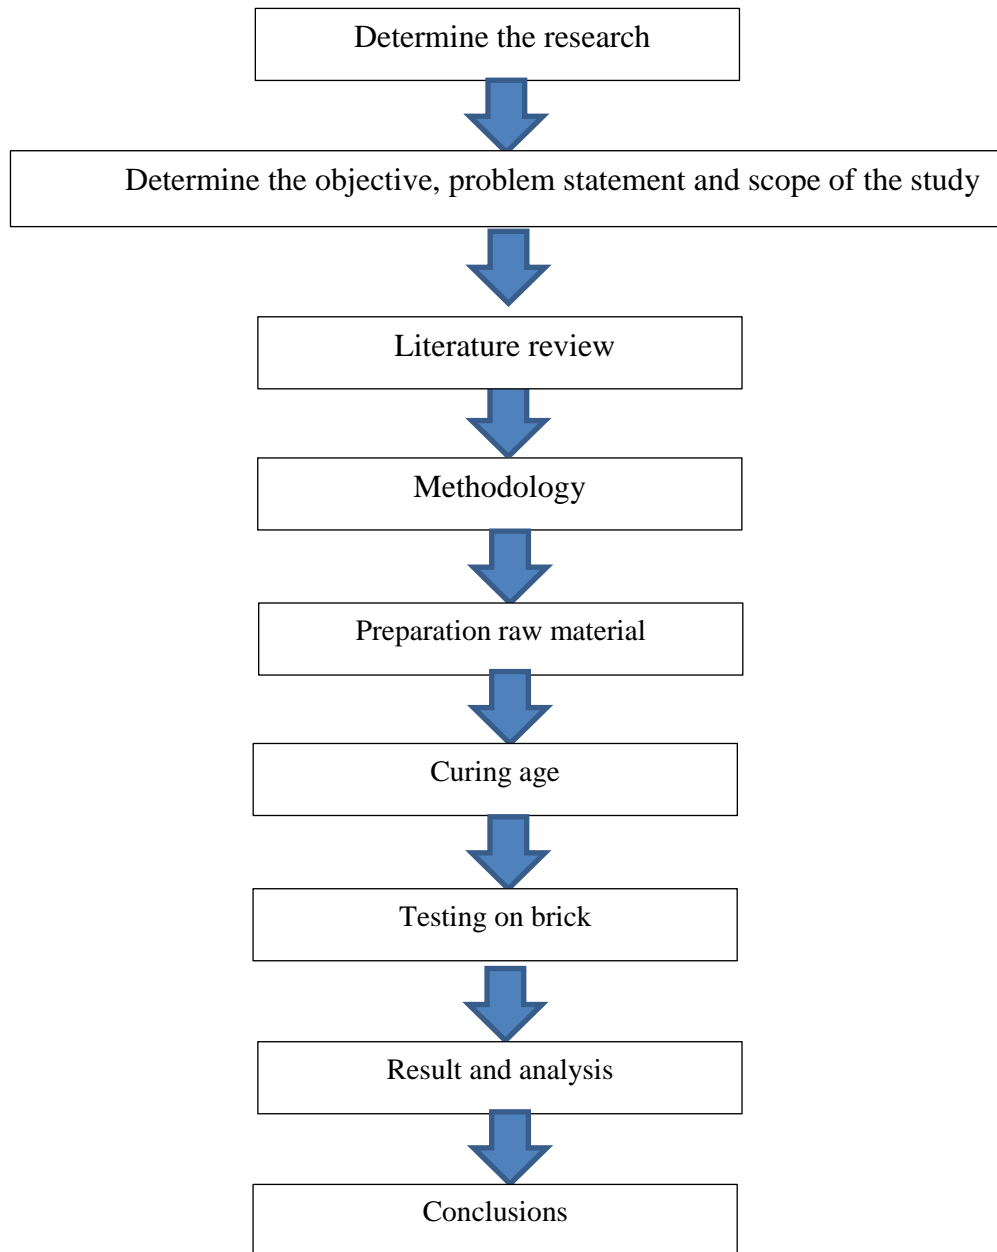 Determine the research
Determine the objective, problem statement and scope of the study
Literature review
Methodology
Preparation raw material
Curing age
Testing on brick
Result and analysis
Conclusions